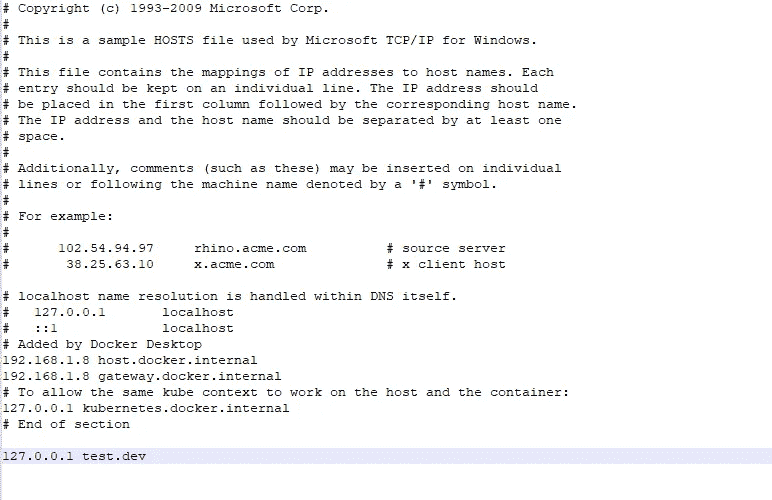 # Copyright (c) 1993-2009 Microsoft Corp.
#
# This is a sample HOSTS file used by Microsoft TCP/IP for Windows.
#
# This file contains the mappings of IP addresses to host names. Each
# entry should be kept on an individual line. The IP address should
# be placed in the first column followed by the corresponding host name.
# The IP address and the host name should be separated by at least one
# space.
#
# Additionally, comments (such as these) may be inserted on individual
# lines or following the machine name denoted by a '#' symbol.
#
# For example:
#
#      102.54.94.97     rhino.acme.com          # source server
#       38.25.63.10     x.acme.com              # x client host

# localhost name resolution is handled within DNS itself.
#   127.0.0.1       localhost
#   ::1             localhost
# Added by Docker Desktop
192.168.1.8 host.docker.internal
192.168.1.8 gateway.docker.internal
# To allow the same kube context to work on the host and the container:
127.0.0.1 kubernetes.docker.internal
# End of section

127.0.0.1 test.dev